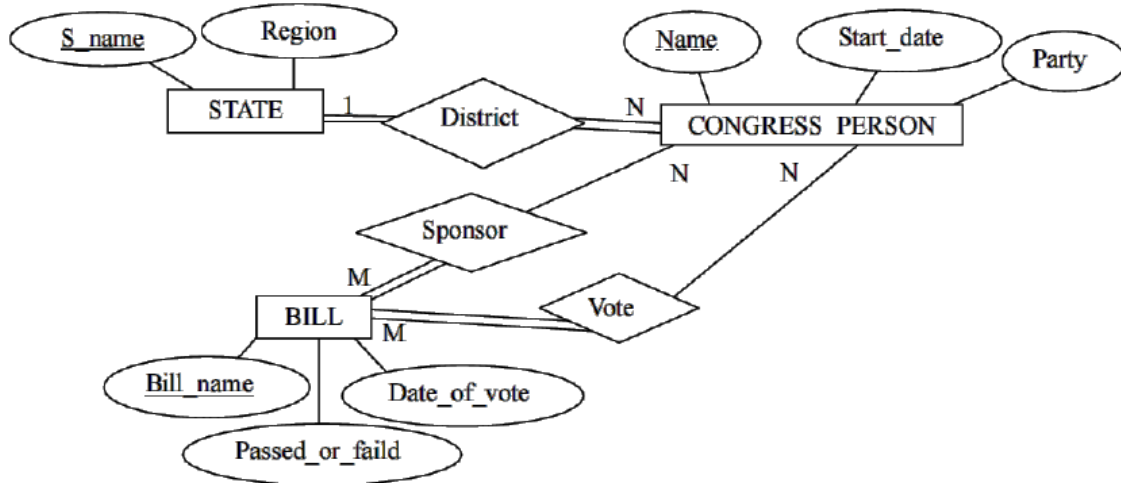 S_name
Region
Name
Start_date
Party
STATE
1
District
N
CONGRESS PERSON
N
N
Sponsor
M
BILL
M
Vote
Bill_name
Date_of_vote
Passed_or_faild